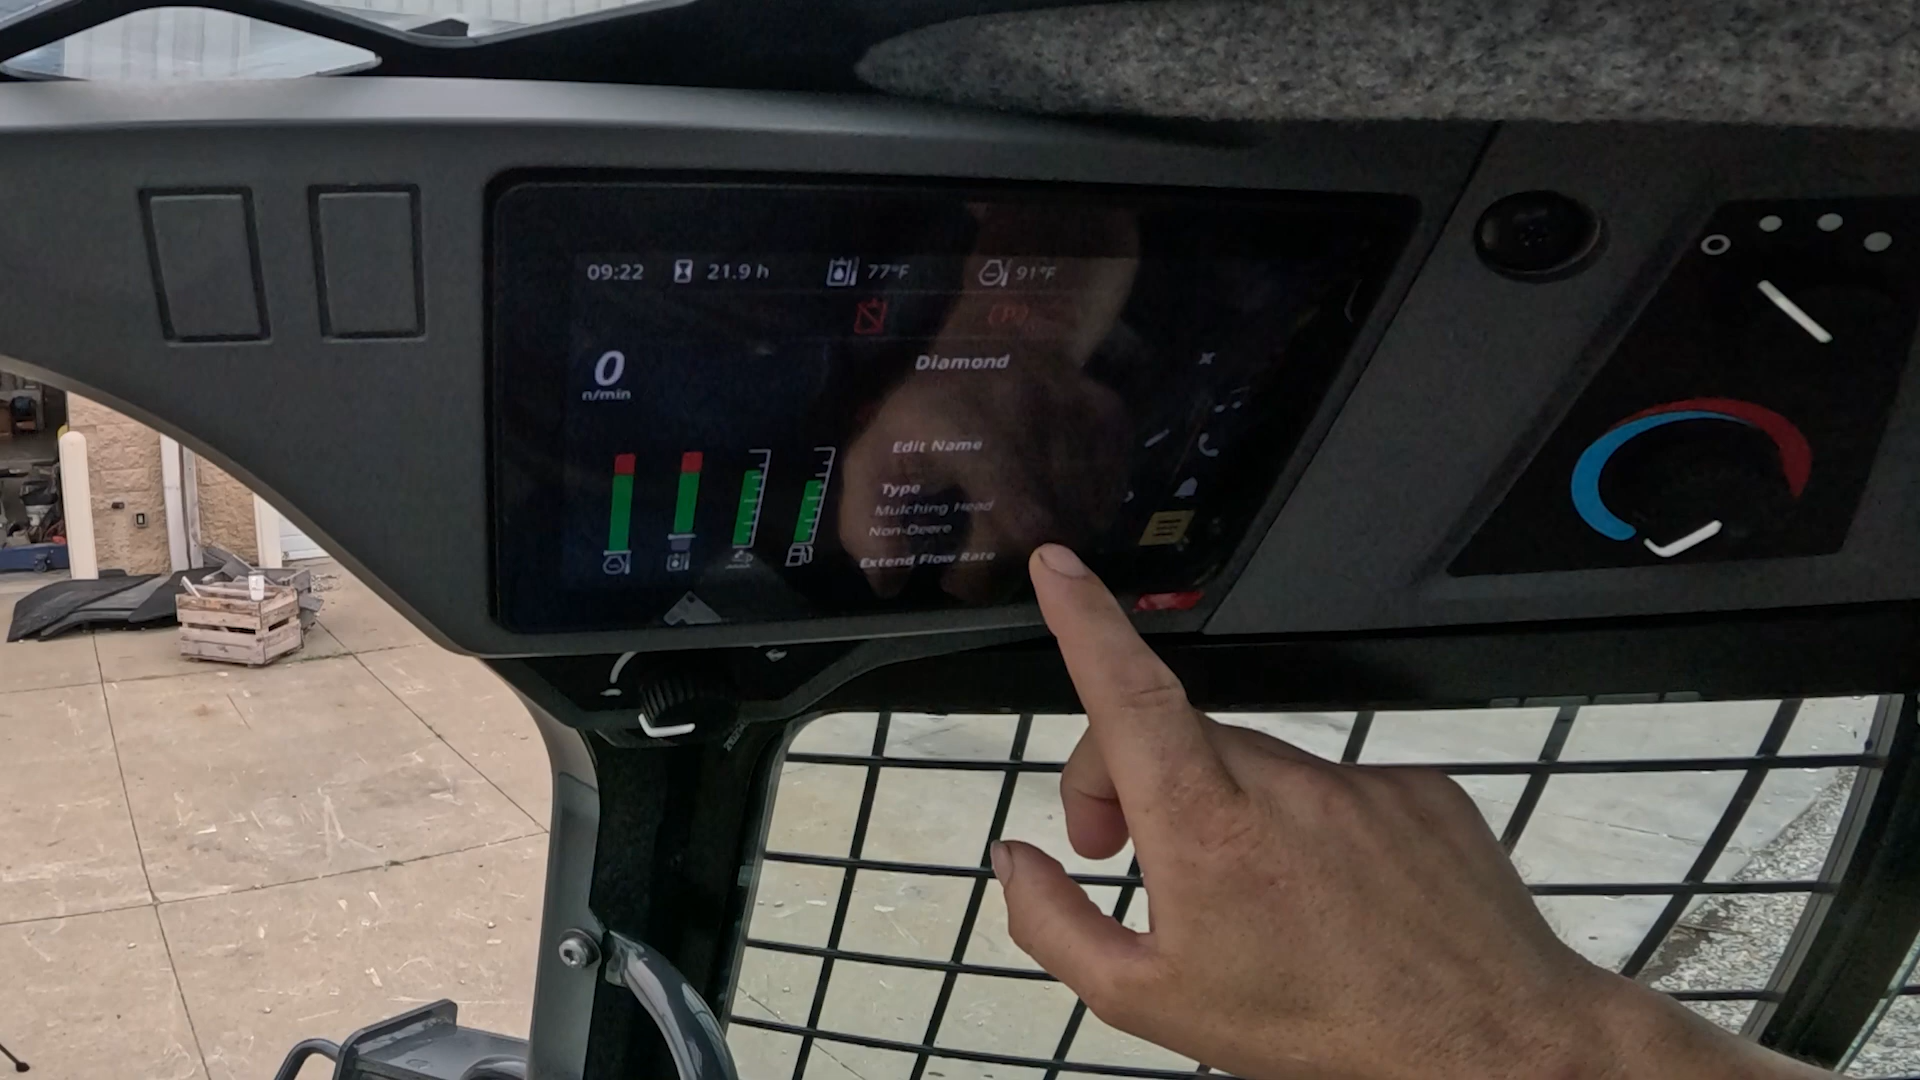 09:22 21.9 h 77°F 91°F
(P)
0
n/min
Diamond
Edit Name
Type
Mulching Head
Non-Deere
Extend Flow Rate